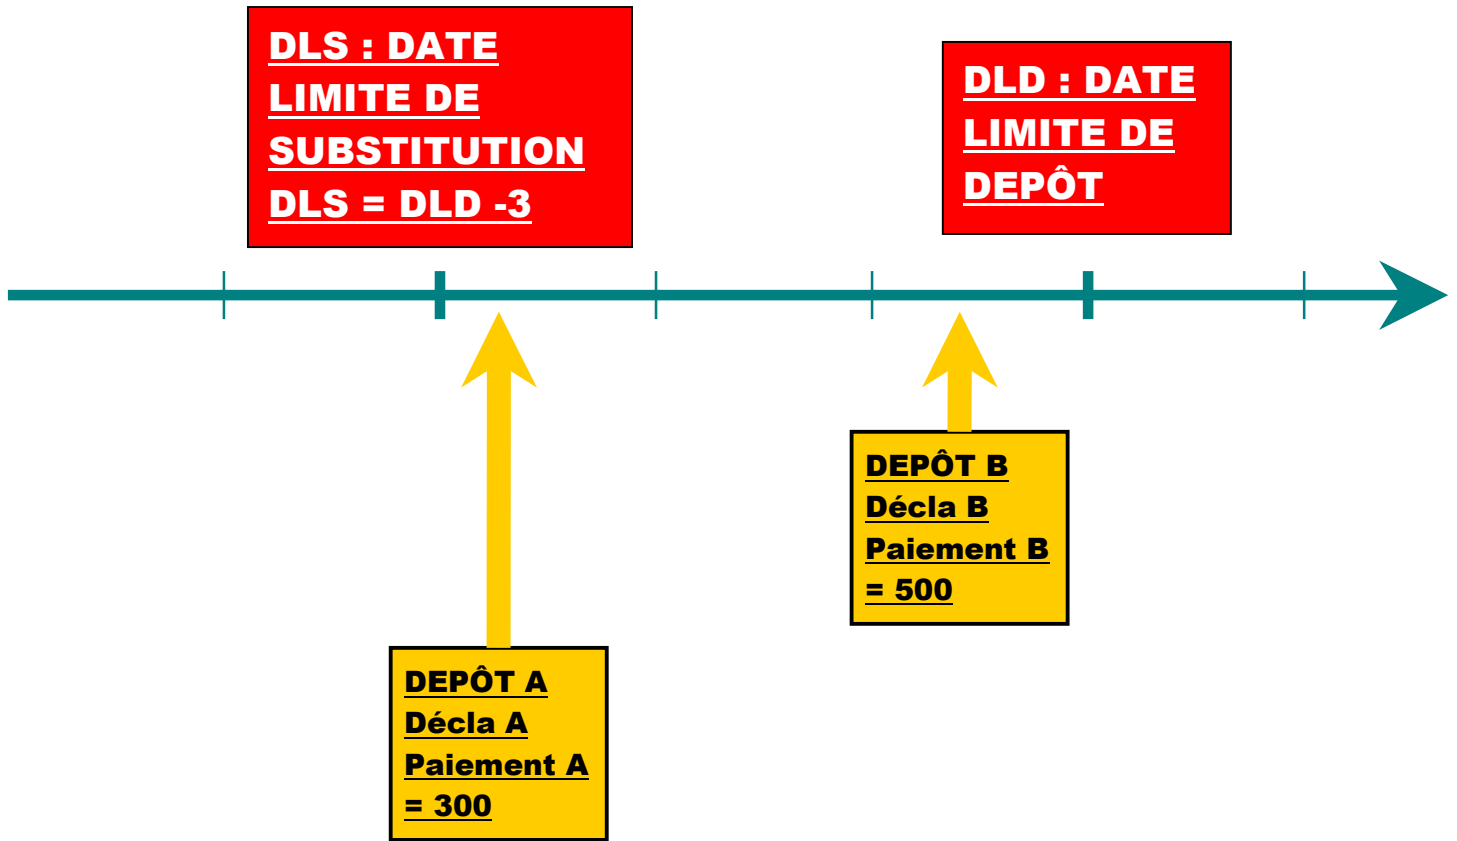 DLS : DATE
LIMITE DE
SUBSTITUTION
DLS = DLD -3
DLD : DATE
LIMITE DE
DEPÔT
DEPÔT B
Décla B
Paiement B
= 500
DEPÔT A
Décla A
Paiement A
= 300